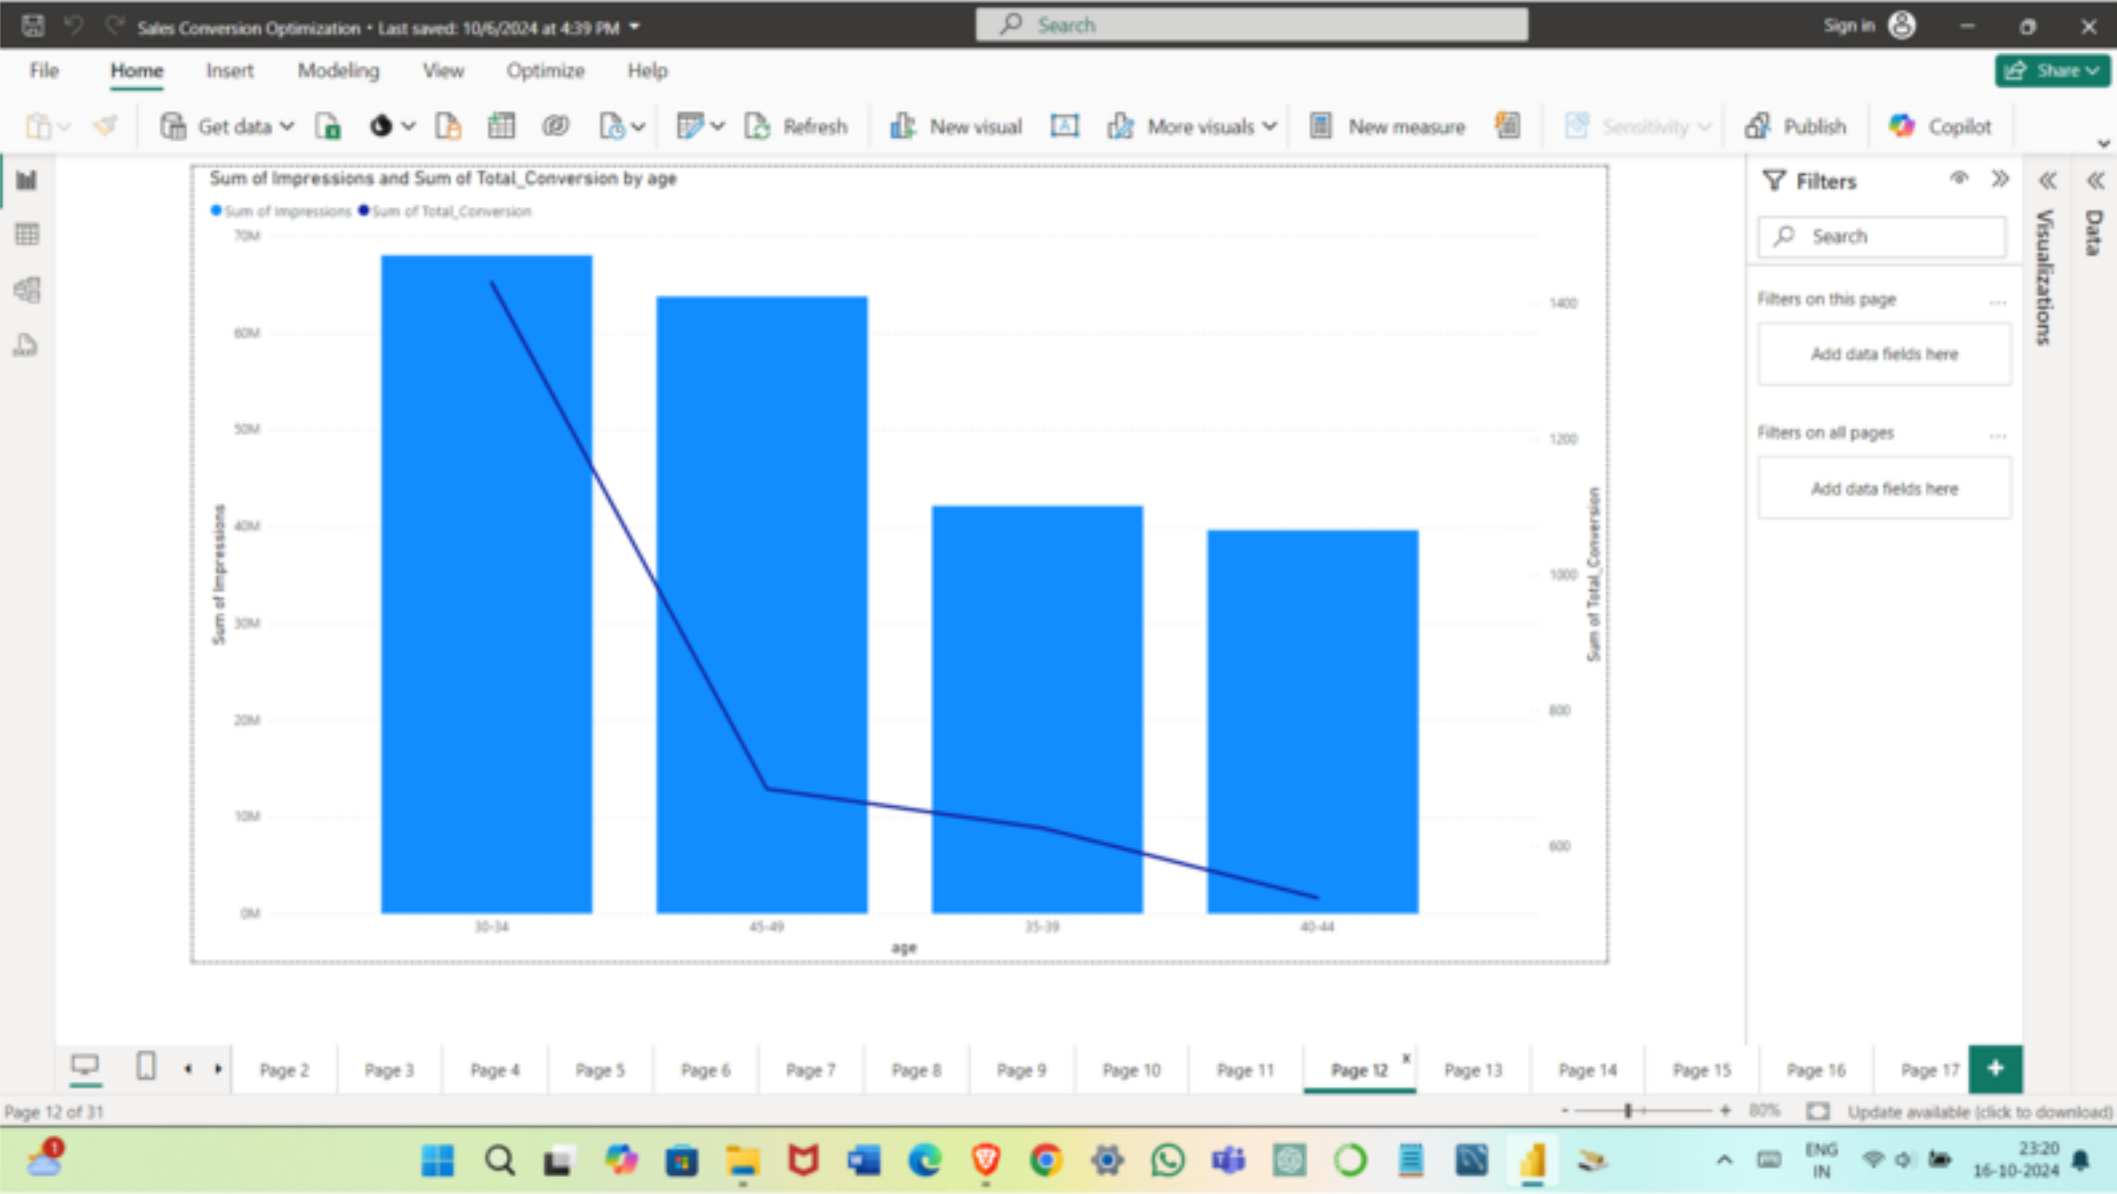 Sales Conversion Optimization • Last saved: 10/6/2024 at 4:39 PM
Search
Sign in
File Home Insert Modeling View Optimize Help
Share
Get data
Refresh
New visual
More visuals
New measure
Sensitivity
Publish
Copilot
Sum of Impressions and Sum of Total_Conversion by age
Sum of Impressions Sum of Total_Conversion
70M
60M
50M
40M
30M
20M
10M
0M
Sum of Impressions
1400
1200
1000
800
600
Sum of Total_Conversion
30-34 45-49 35-39 40-44
age
Filters
Search
Filters on this page ...
Add data fields here
Filters on all pages ...
Add data fields here
Visualizations
Data
Page 2 Page 3 Page 4 Page 5 Page 6 Page 7 Page 8 Page 9 Page 10 Page 11 Page 12 x Page 13 Page 14 Page 15 Page 16 Page 17 +
Page 12 of 31
- + 80% Update available (click to download)
1
ENG
IN
23:20
16-10-2024